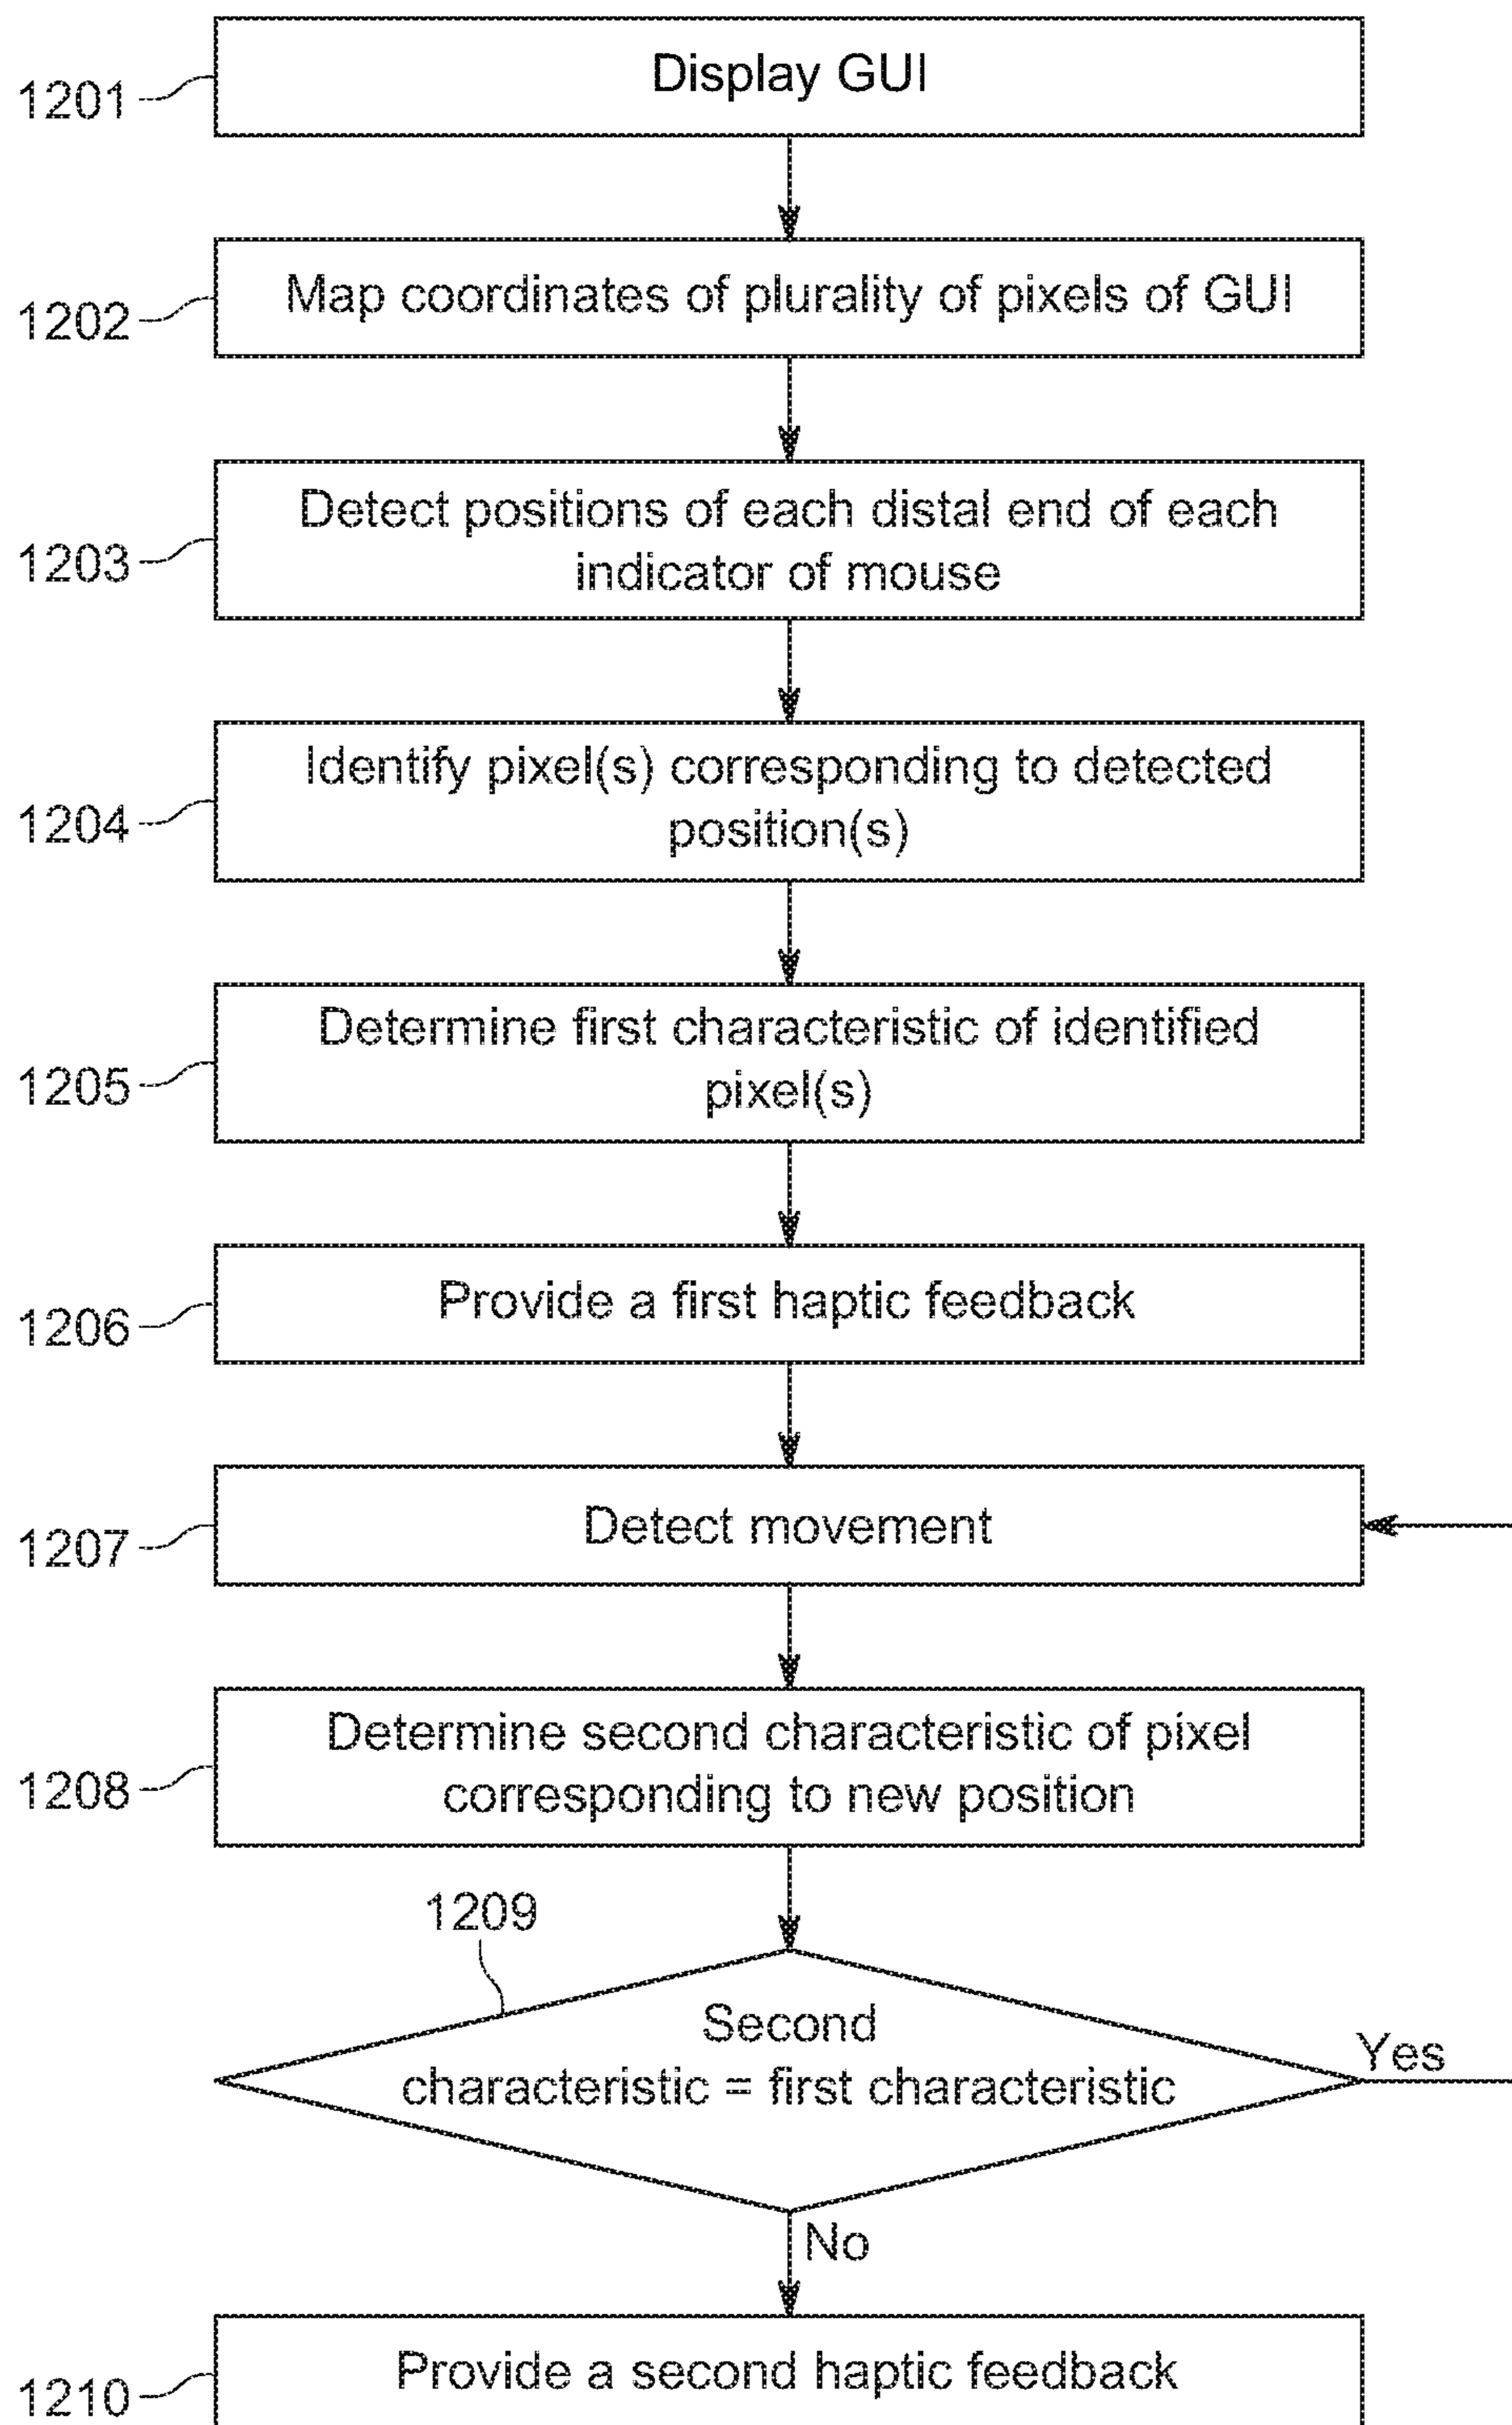 Display GUI
1201
Map coordinates of plurality of pixels of GUI
1202
Detect positions of each distal end of each
indicator of mouse
1203
Identify pixel(s) corresponding to detected
position(s)
1204
Determine first characteristic of identified
pixel(s)
1205
Provide a first haptic feedback
1206
Detect movement
1207
Determine second characteristic of pixel
corresponding to new position
1208
1209
Second
characteristic = first characteristic
Yes
No
Provide a second haptic feedback
1210